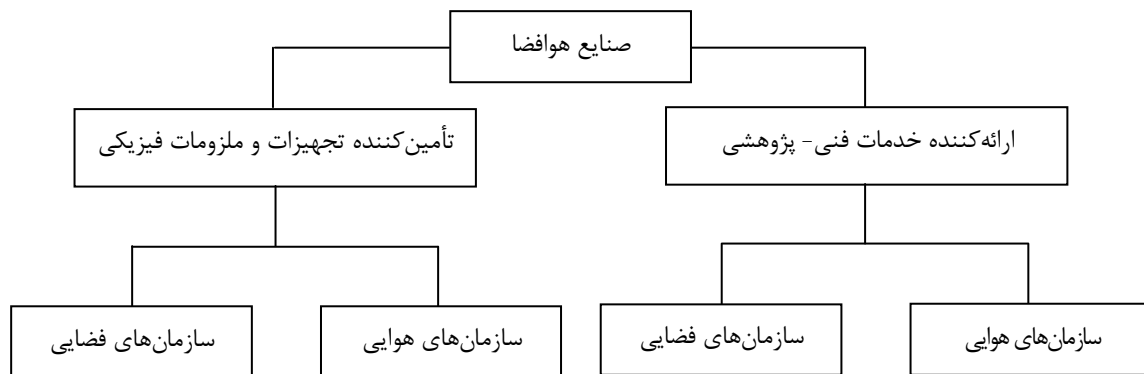 صنایع هوافضا
ارائه‌کننده خدمات فنی- پژوهشی
تأمین‌کننده تجهیزات و ملزومات فیزیکی
سازمان‌های هوایی
سازمان‌های فضایی
سازمان‌های هوایی
سازمان‌های فضایی